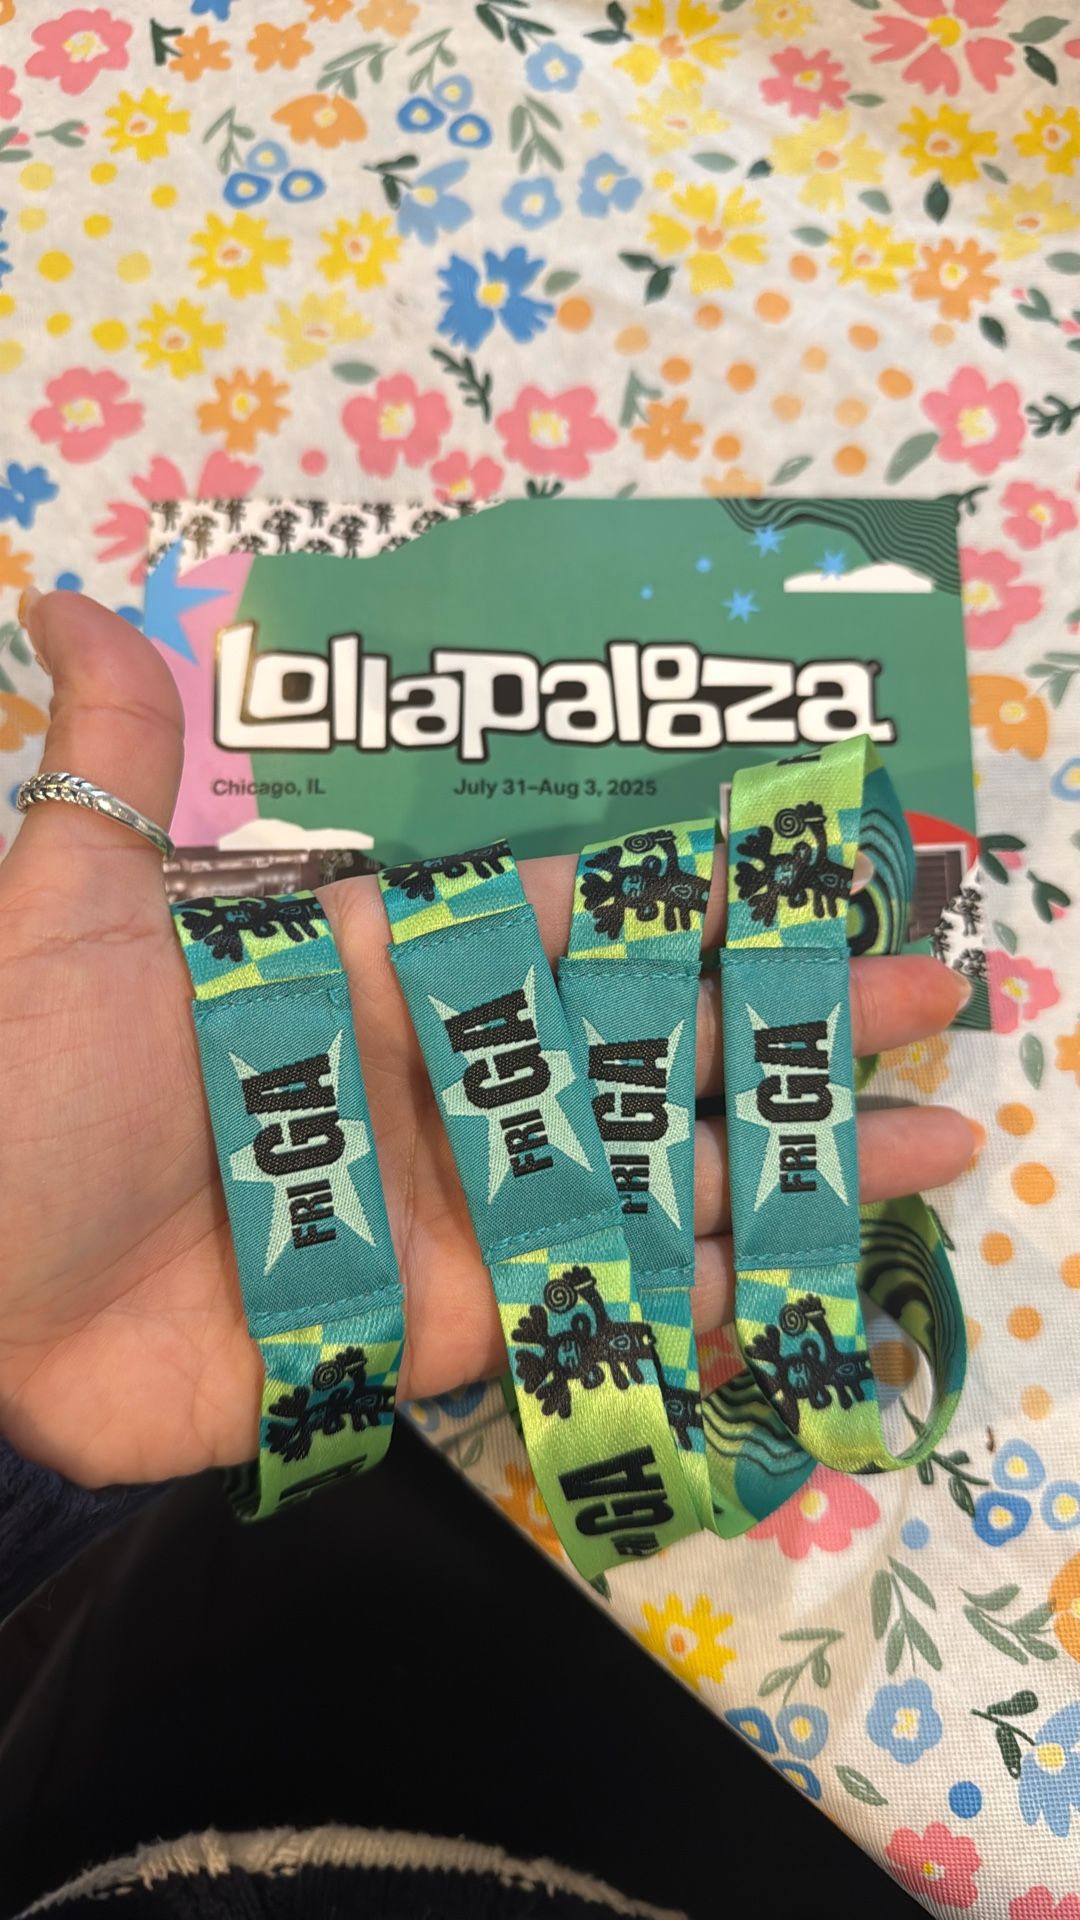 Lollapalooza
Chicago, IL
July 31–Aug 3, 2025
FRI GA
FRI GA
FRI GA
FRI GA
GA